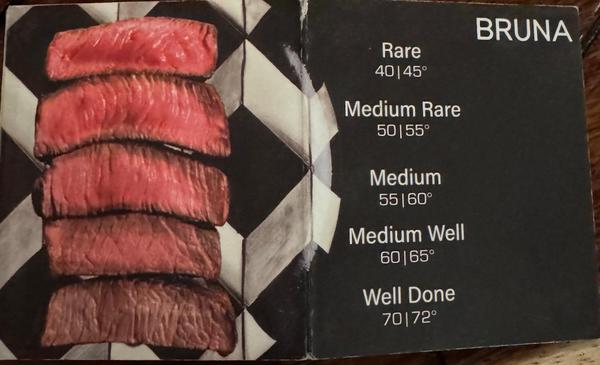 BRUNA
Rare
40|45°
Medium Rare
50|55°
Medium
55|60°
Medium Well
60|65°
Well Done
70|72°